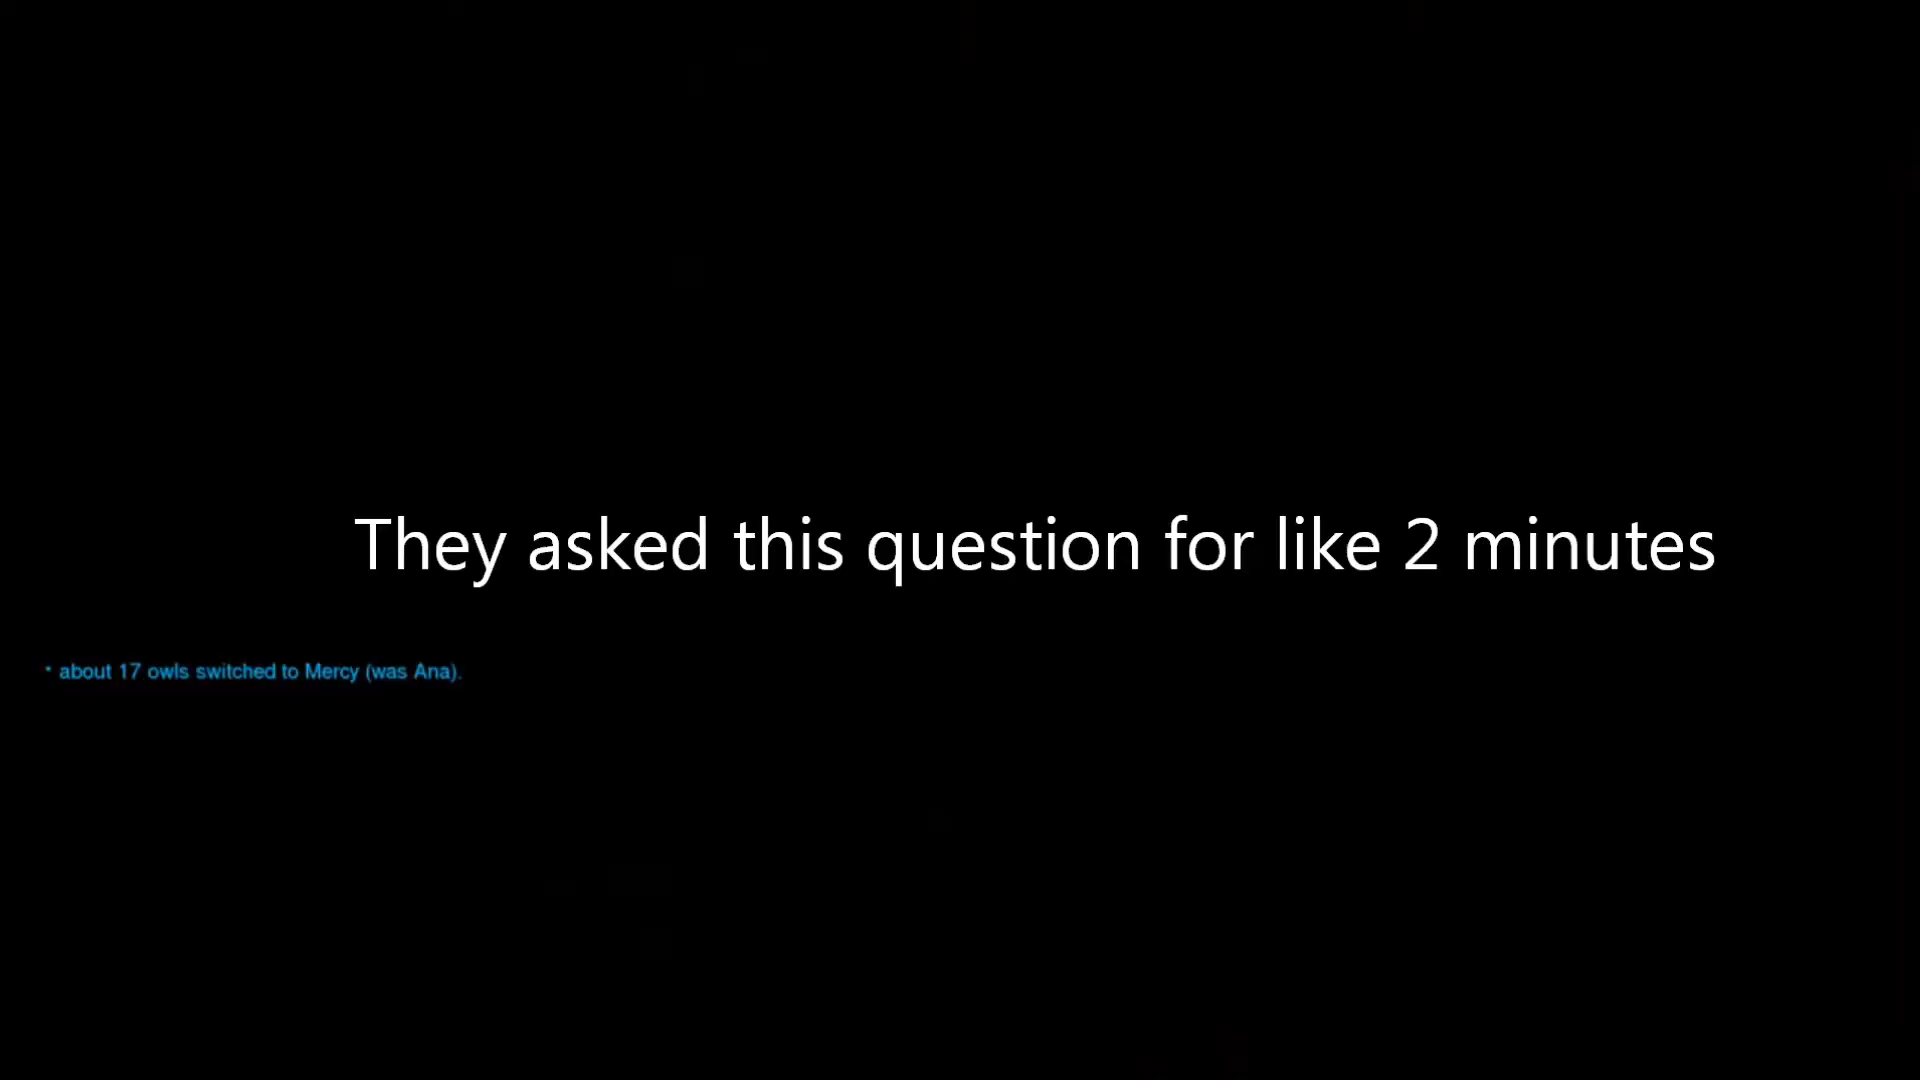 They asked this question for like 2 minutes
· about 17 owls switched to Mercy (was Ana).